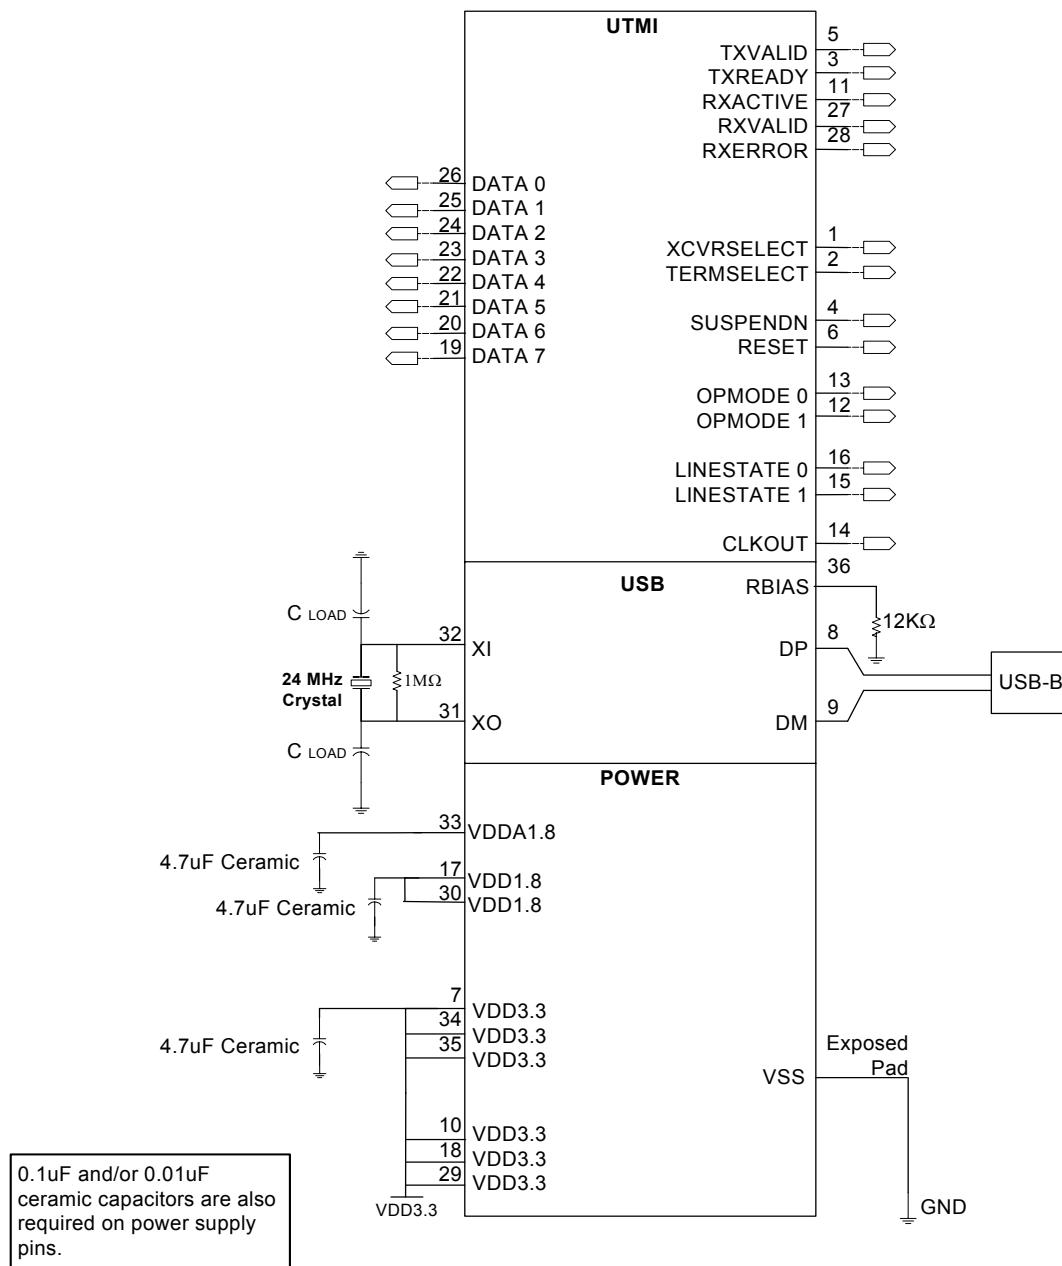 UTMI
5
TXVALID
3
TXREADY
11
RXACTIVE
27
RXVALID
28
RXERROR
26
DATA 0
25
DATA 1
24
DATA 2
23
DATA 3
22
DATA 4
21
DATA 5
20
DATA 6
19
DATA 7
1
XCVRSELECT
2
TERMSELECT
4
SUSPENDN
6
RESET
13
OPMODE 0
12
OPMODE 1
16
LINESTATE 0
15
LINESTATE 1
14
CLKOUT
USB
36
RBIAS
12KΩ
C LOAD
32
XI
24 MHz
Crystal
1MΩ
31
XO
C LOAD
8
DP
9
DM
USB-B
POWER
33
VDDA1.8
4.7uF Ceramic
17
VDD1.8
30
VDD1.8
4.7uF Ceramic
7
VDD3.3
34
VDD3.3
35
VDD3.3
4.7uF Ceramic
10
VDD3.3
18
VDD3.3
29
VDD3.3
VDD3.3
Exposed
Pad
VSS
GND
0.1uF and/or 0.01uF
ceramic capacitors are also
required on power supply
pins.